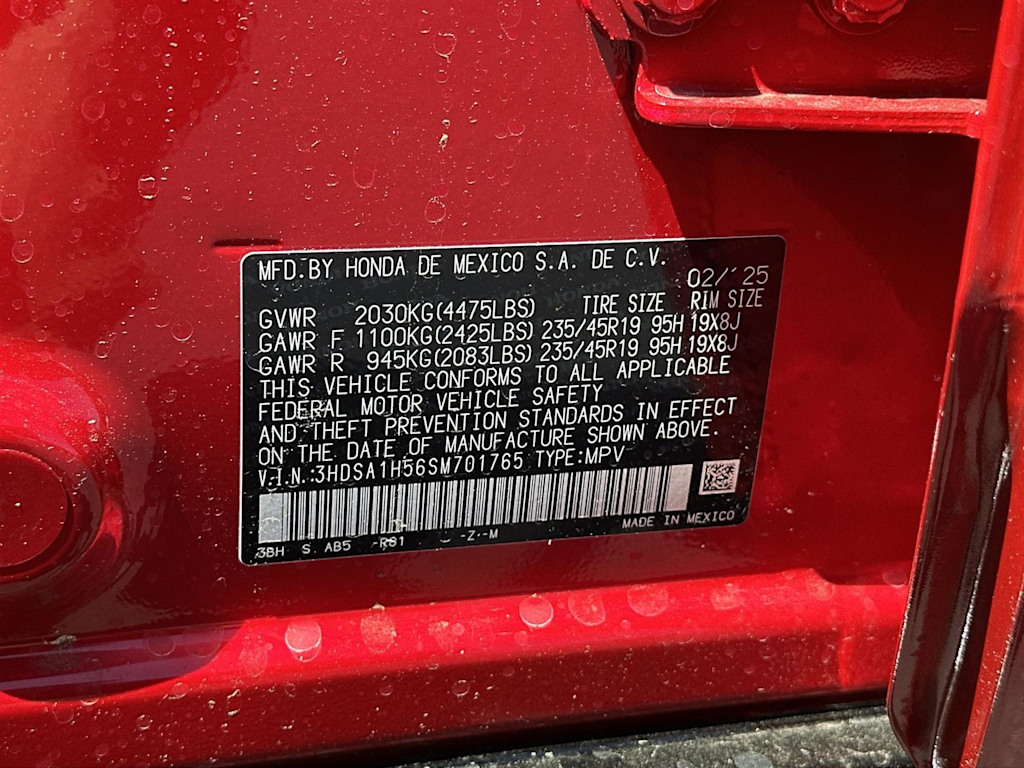 MFD.BY HONDA DE MEXICO S.A. DE C.V.
02/'25
GVWR 2030KG(4475LBS) TIRE SIZE RIM SIZE
GAWR F 1100KG(2425LBS) 235/45R19 95H 19X8J
GAWR R 945KG(2083LBS) 235/45R19 95H 19X8J
THIS VEHICLE CONFORMS TO ALL APPLICABLE
FEDERAL MOTOR VEHICLE SAFETY
AND THEFT PREVENTION STANDARDS IN EFFECT
ON THE DATE OF MANUFACTURE SHOWN ABOVE.
V.I.N.:3HDSA1H56SM701765 TYPE:MPV
MADE IN MEXICO
3BH S. AB5 -R81 -Z--M